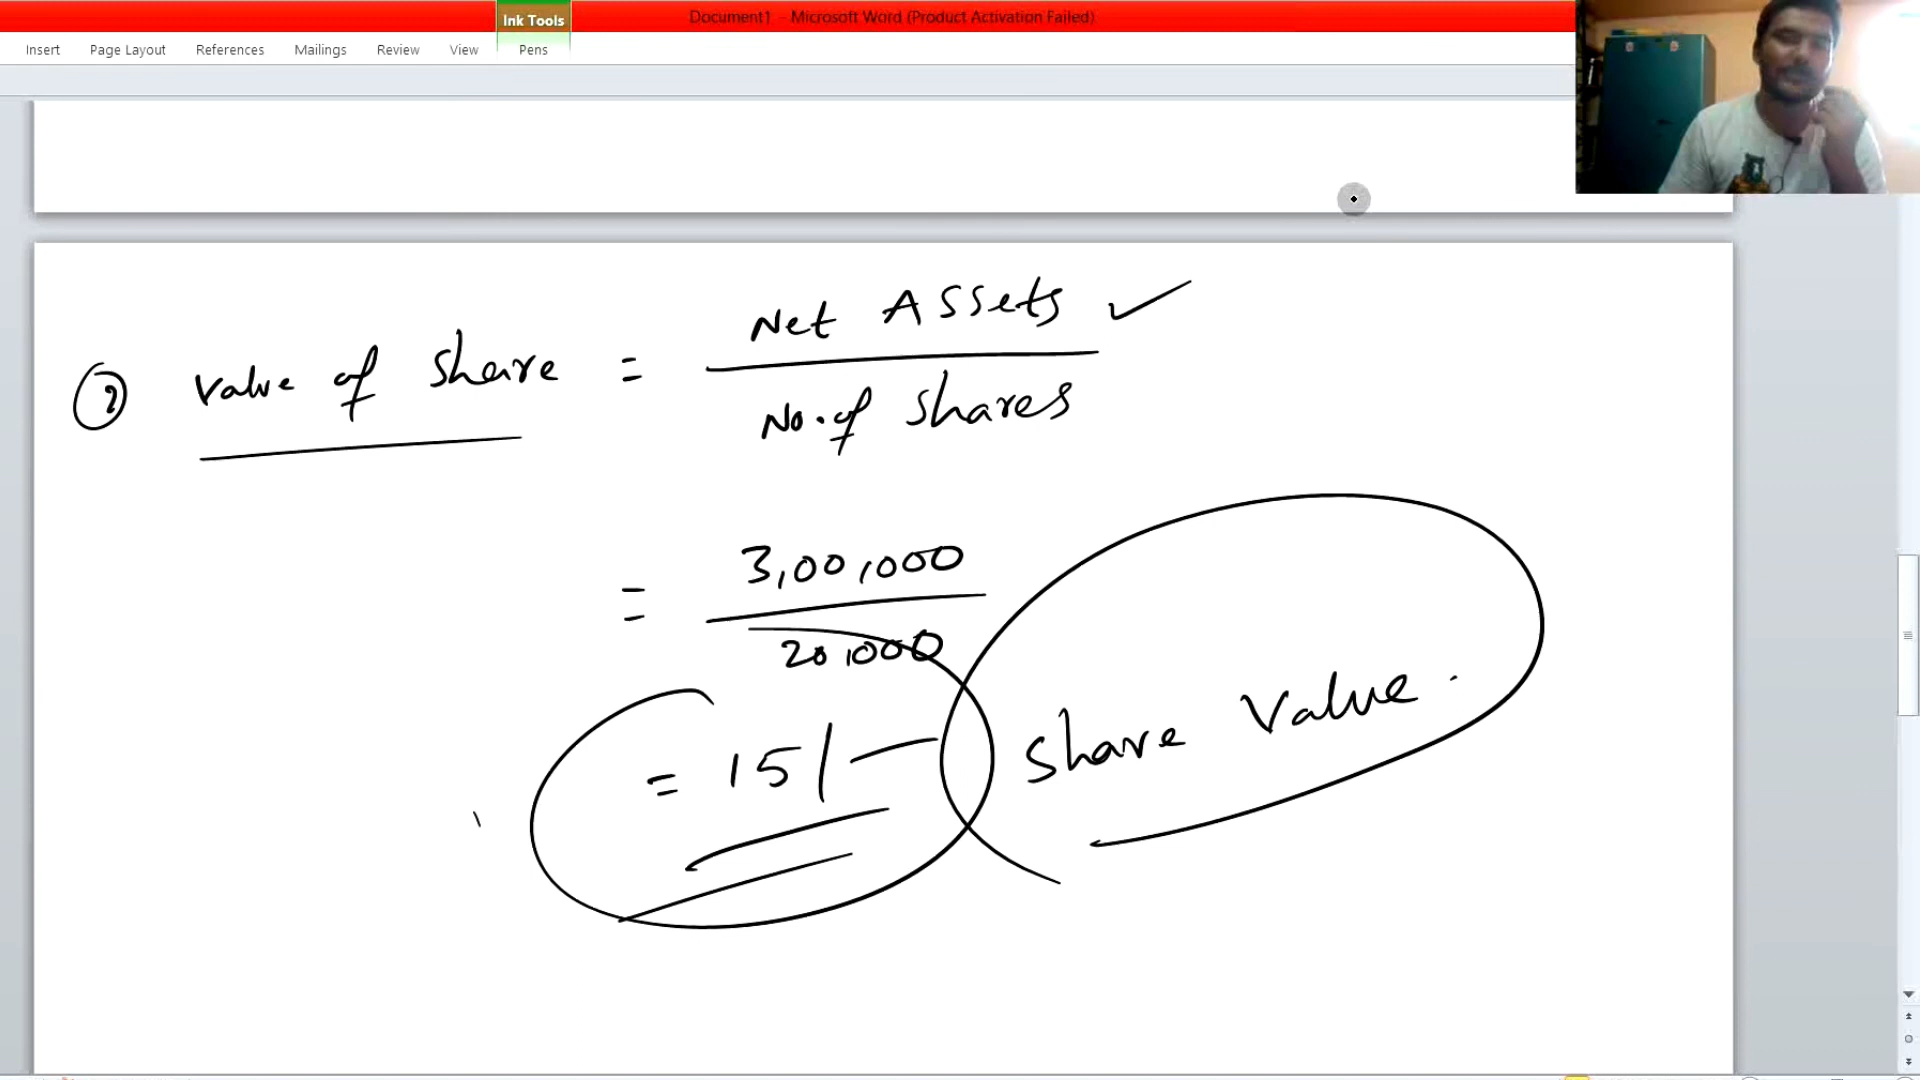 Ink Tools
Document1 - Microsoft Word (Product Activation Failed)
Insert Page Layout References Mailings Review View Pens
② value of share = Net Assets ✓
No. of shares
= 3,00,000
20,000
= 15/- share value.